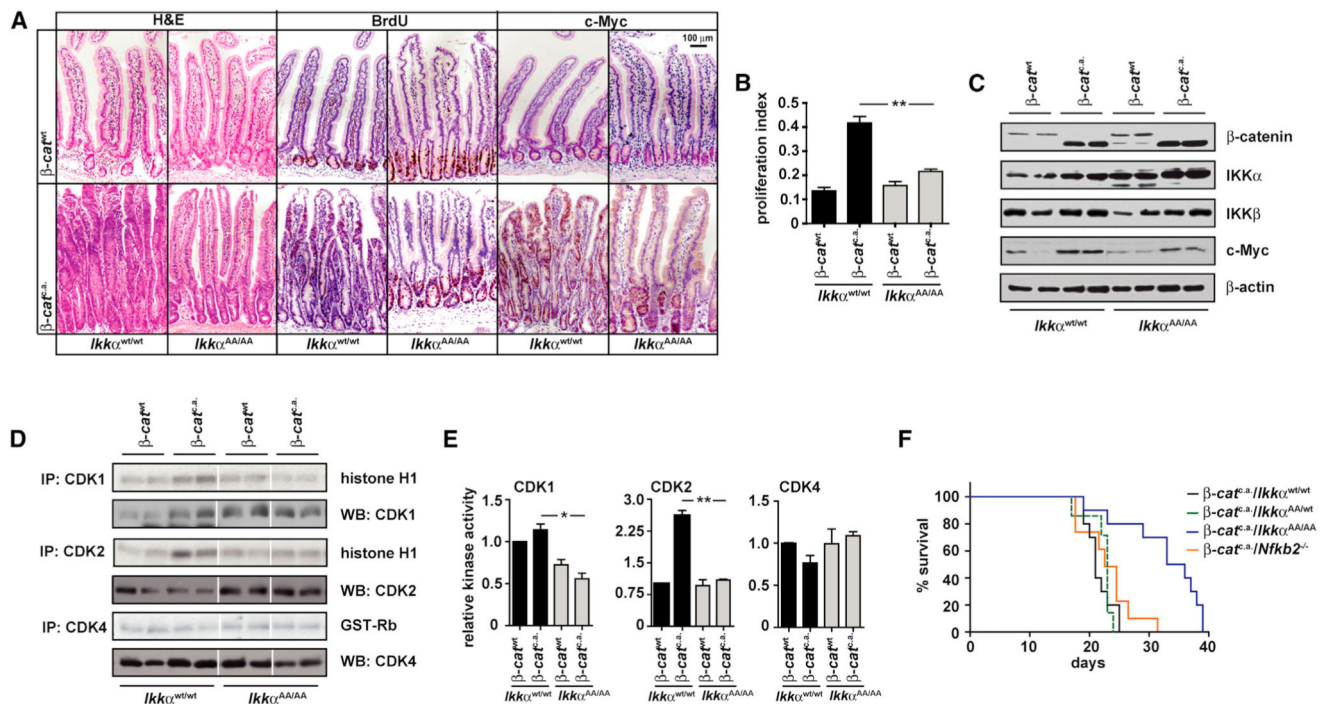 A
H&E BrdU c-Myc
100 µm
β-cat^wt
β-cat^c.a.
Ikkα^wt/wt Ikkα^AA/AA Ikkα^wt/wt Ikkα^AA/AA Ikkα^wt/wt Ikkα^AA/AA
B
proliferation index
0.5
0.4
0.3
0.2
0.1
0
**
β-cat^wt β-cat^c.a. β-cat^wt β-cat^c.a.
Ikkα^wt/wt Ikkα^AA/AA
C
β-cat^wt β-cat^c.a. β-cat^wt β-cat^c.a.
β-catenin
IKKα
IKKβ
c-Myc
β-actin
Ikkα^wt/wt Ikkα^AA/AA
D
β-cat^wt β-cat^c.a. β-cat^wt β-cat^c.a.
IP: CDK1 histone H1
WB: CDK1
IP: CDK2 histone H1
WB: CDK2
IP: CDK4 GST-Rb
WB: CDK4
Ikkα^wt/wt Ikkα^AA/AA
E
relative kinase activity
CDK1
1.5
1.0
0.5
0
*
β-cat^wt β-cat^c.a. β-cat^wt β-cat^c.a.
Ikkα^wt/wt Ikkα^AA/AA
CDK2
3.0
2.25
1.50
0.75
0
**
β-cat^wt β-cat^c.a. β-cat^wt β-cat^c.a.
Ikkα^wt/wt Ikkα^AA/AA
CDK4
1.5
1.0
0.5
0
β-cat^wt β-cat^c.a. β-cat^wt β-cat^c.a.
Ikkα^wt/wt Ikkα^AA/AA
F
% survival
100
80
60
40
20
0
0 10 20 30 40
days
β-cat^c.a./Ikkα^wt/wt
β-cat^c.a./Ikkα^AA/wt
β-cat^c.a./Ikkα^AA/AA
β-cat^c.a./Nfkb2^-/-